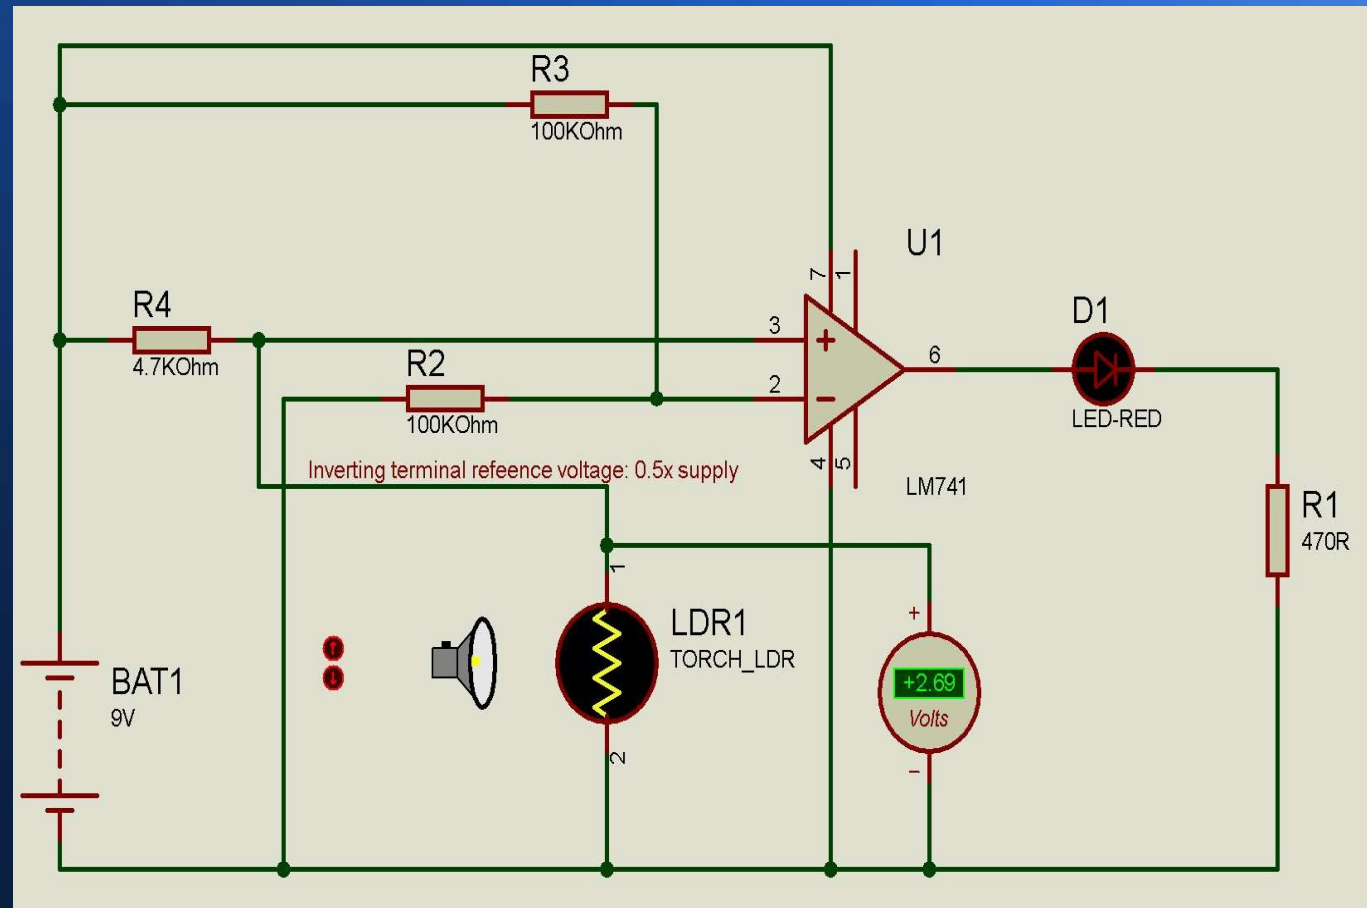 R3
100KOhm
U1
7
1
R4
4.7KOhm
3
+
D1
R2
100KOhm
2
−
6
LED-RED
Inverting terminal refeence voltage: 0.5x supply
4
5
LM741
R1
470R
1
LDR1
TORCH_LDR
+
+2.69
Volts
−
BAT1
9V
2